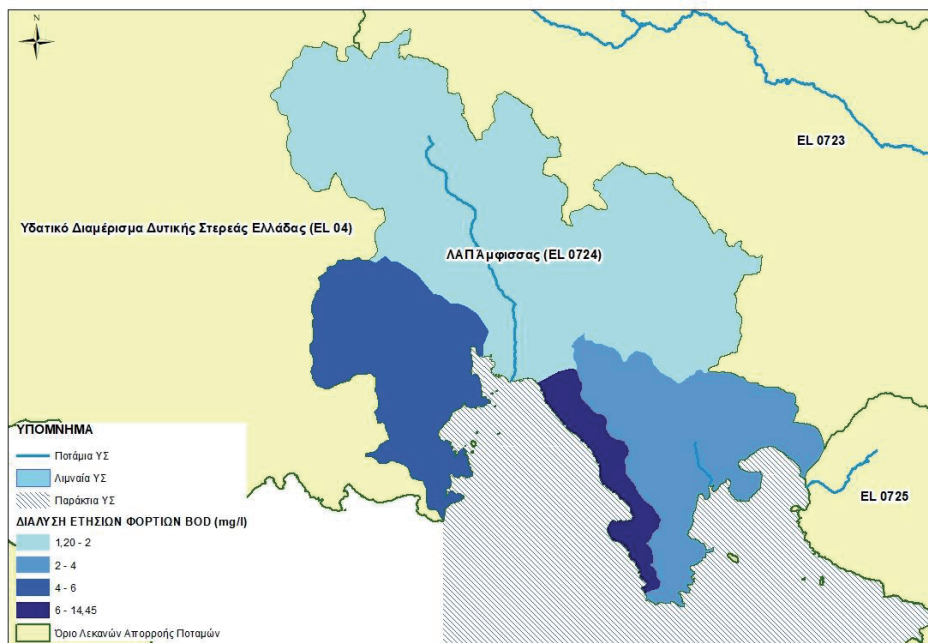 N
EL 0723
Υδατικό Διαμέρισμα Δυτικής Στερεάς Ελλάδας (EL 04)
ΛΑΠ Άμφισσας (EL 0724)
EL 0725
ΥΠΟΜΝΗΜΑ
Ποτάμια ΥΣ
Λιμναία ΥΣ
Παράκτια ΥΣ
ΔΙΑΛΥΣΗ ΕΤΗΣΙΩΝ ΦΟΡΤΙΩΝ BOD (mg/l)
1,20 - 2
2 - 4
4 - 6
6 - 14,45
Όριο Λεκανών Απορροής Ποταμών